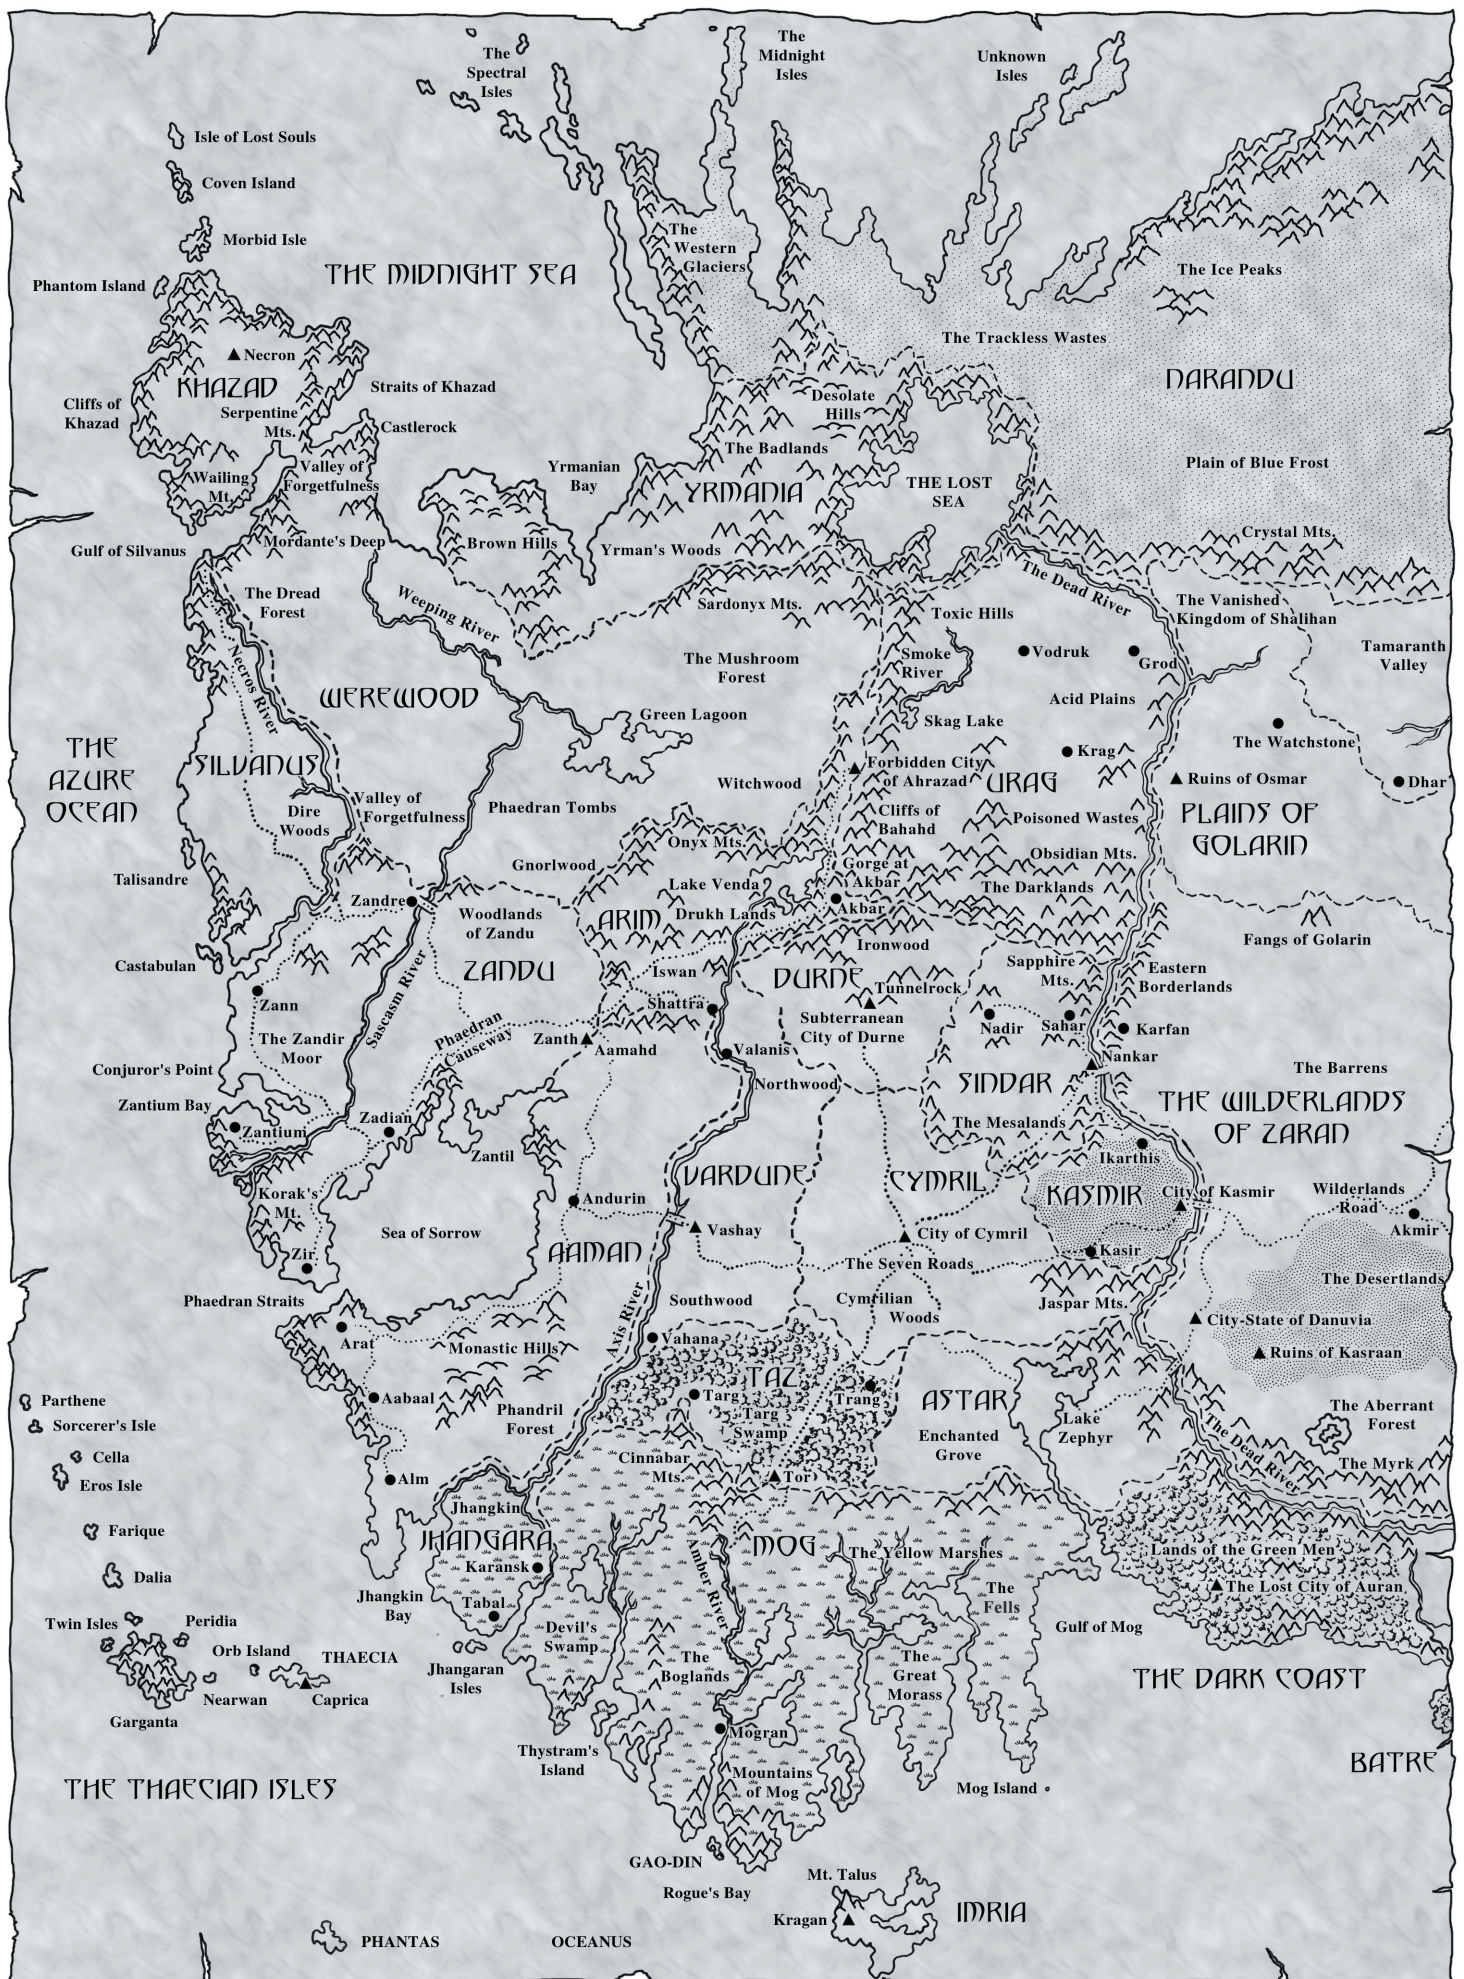 The
Spectral
Isles
The
Midnight
Isles
Unknown
Isles
Isle of Lost Souls
Coven Island
Morbid Isle
Phantom Island
THE MIDNIGHT SEA
The
Western
Glaciers
The Ice Peaks
The Trackless Wastes
NARANDU
Necron
KHAZAD
Straits of Khazad
Cliffs of
Khazad
Serpentine
Mts.
Castlerock
Desolate
Hills
The Badlands
Plain of Blue Frost
Wailing
Mt.
Valley of
Forgetfulness
Yrmanian
Bay
YRMANIA
THE LOST
SEA
Crystal Mts.
Gulf of Silvanus
Mordante's Deep
Brown Hills
Yrman's Woods
The Dread
Forest
Weeping River
Sardonyx Mts.
Toxic Hills
The Dead River
The Vanished
Kingdom of Shalihan
Tamaranth
Valley
Necros River
The Mushroom
Forest
Smoke
River
Vodruk
Grod
Acid Plains
WEREWOOD
Green Lagoon
Skag Lake
The Watchstone
THE
AZURE
OCEAN
SILVANUS
Krag
Witchwood
Forbidden City
of Ahrazad
URAG
Ruins of Osmar
Dhar
Dire
Woods
Valley of
Forgetfulness
Phaedran Tombs
Cliffs of
Bahahd
Poisoned Wastes
PLAINS OF
GOLARIN
Onyx Mts.
Obsidian Mts.
Talisandre
Gnorlwood
Gorge at
Akbar
Lake Venda
The Darklands
Zandre
Woodlands
of Zandu
ARIM
Drukh Lands
Akbar
Ironwood
Fangs of Golarin
Castabulan
ZANDU
Iswan
DURNE
Sapphire
Mts.
Eastern
Borderlands
Zann
Sascasm River
Shattra
Tunnelrock
Subterranean
City of Durne
Nadir
Sahar
Karfan
The Zandir
Moor
Phaedran
Causeway
Zanth
Aamahd
Valanis
Nankar
Conjuror's Point
Northwood
SINDAR
The Barrens
Zantium Bay
THE WILDERLANDS
OF ZARAN
Zantium
Zadian
Zantil
The Mesalands
Ikarthis
VARDUNE
CYMRIL
KASMIR
City of Kasmir
Wilderlands
Road
Korak's
Mt.
Andurin
Akmir
Sea of Sorrow
Vashay
City of Cymril
Zir
AAMAN
The Seven Roads
Kasir
The Desertlands
Phaedran Straits
Axis River
Southwood
Cymrilian
Woods
Jaspar Mts.
City-State of Danuvia
Arat
Monastic Hills
Vahana
Ruins of Kasraan
TAZ
Aabaal
Targ
Trang
ASTAR
Parthene
Sorcerer's Isle
Phandril
Forest
Targ
Swamp
Enchanted
Grove
Lake
Zephyr
The Dead River
The Aberrant
Forest
Cella
Eros Isle
Alm
Cinnabar
Mts.
Tor
The Myrk
Jhangkin
Farique
JHANGARA
Amber River
MOG
The Yellow Marshes
Lands of the Green Men
Karansk
Dalia
Jhangkin
Bay
Tabal
The
Fells
The Lost City of Auran
Twin Isles
Peridia
Devil's
Swamp
Gulf of Mog
Orb Island
THAECIA
Jhangaran
Isles
The
Boglands
The
Great
Morass
THE DARK COAST
Nearwan
Caprica
Garganta
Mogran
Thystram's
Island
BATRE
THE THAECIAN ISLES
Mountains
of Mog
Mog Island
GAO-DIN
Rogue's Bay
Mt. Talus
Kragan
IMRIA
PHANTAS
OCEANUS